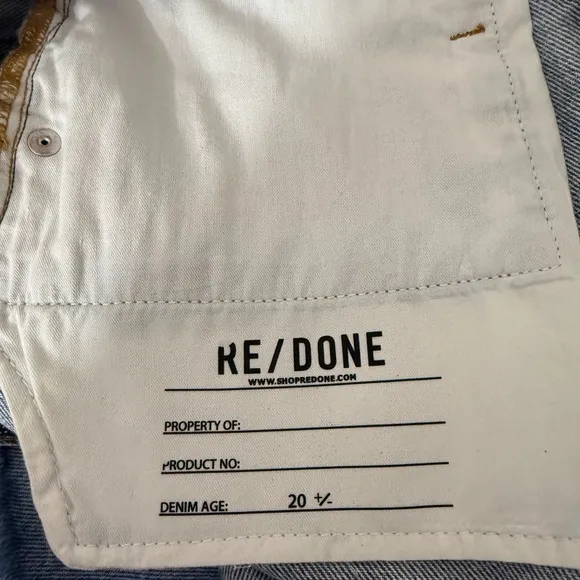 RE/DONE
WWW.SHOPREDONE.COM
PROPERTY OF:
PRODUCT NO:
DENIM AGE: 20 +/-